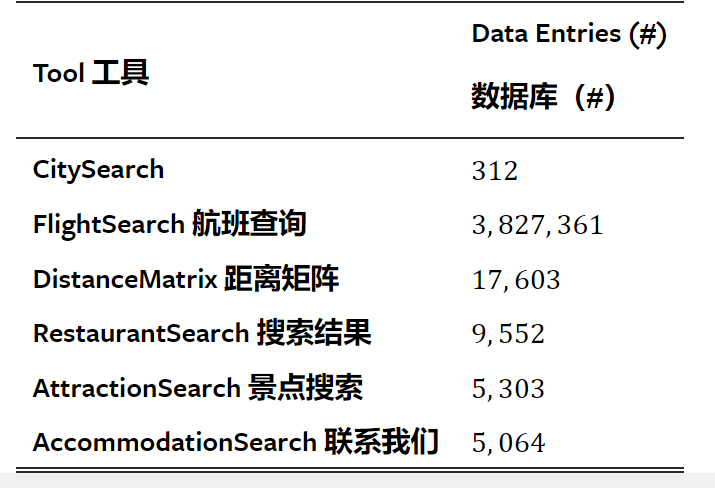 Tool 工具
Data Entries (#)
数据库（#）
CitySearch 312
FlightSearch 航班查询 3, 827, 361
DistanceMatrix 距离矩阵 17, 603
RestaurantSearch 搜索结果 9, 552
AttractionSearch 景点搜索 5, 303
AccommodationSearch 联系我们 5, 064